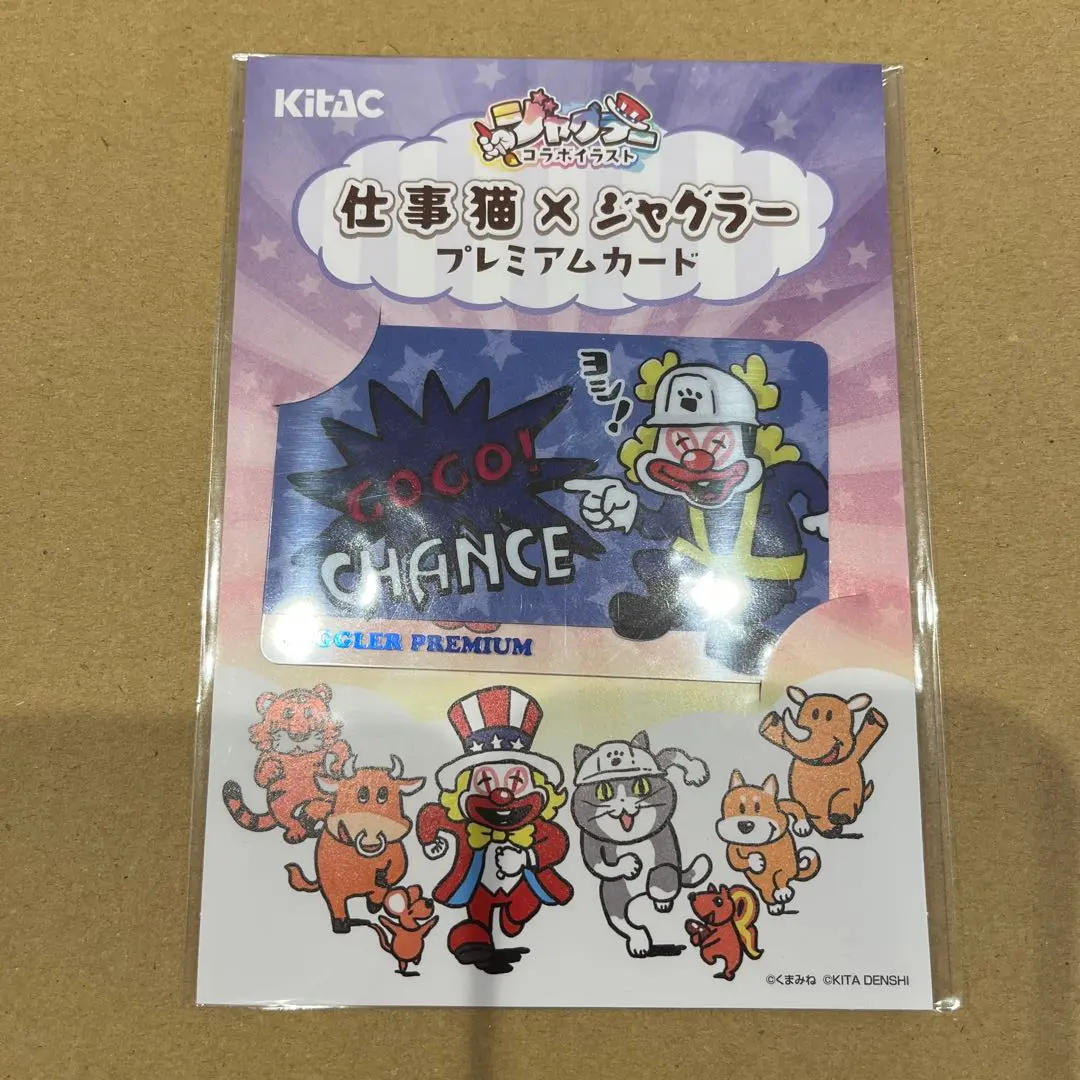 KitAC
ジャグラー
コラボイラスト
仕事猫×ジャグラー
プレミアムカード
ヨシ!
GOGO!
CHANCE
GGLER PREMIUM
©くまみね ©KITA DENSHI